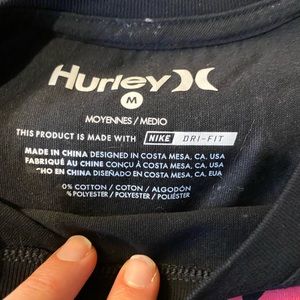 Hurley
M
MOYENNES / MEDIO
THIS PRODUCT IS MADE WITH NIKE DRI-FIT
MADE IN CHINA DESIGNED IN COSTA MESA, CA, USA
FABRIQUÉ AU CHINE CONÇU À COSTA MESA, CA, USA
HO EN CHINA DISEÑADO EN COSTA MESA, CA, EUA
0% COTTON / COTON / ALGODÓN
% POLYESTER / POLYESTER / POLIÉSTER